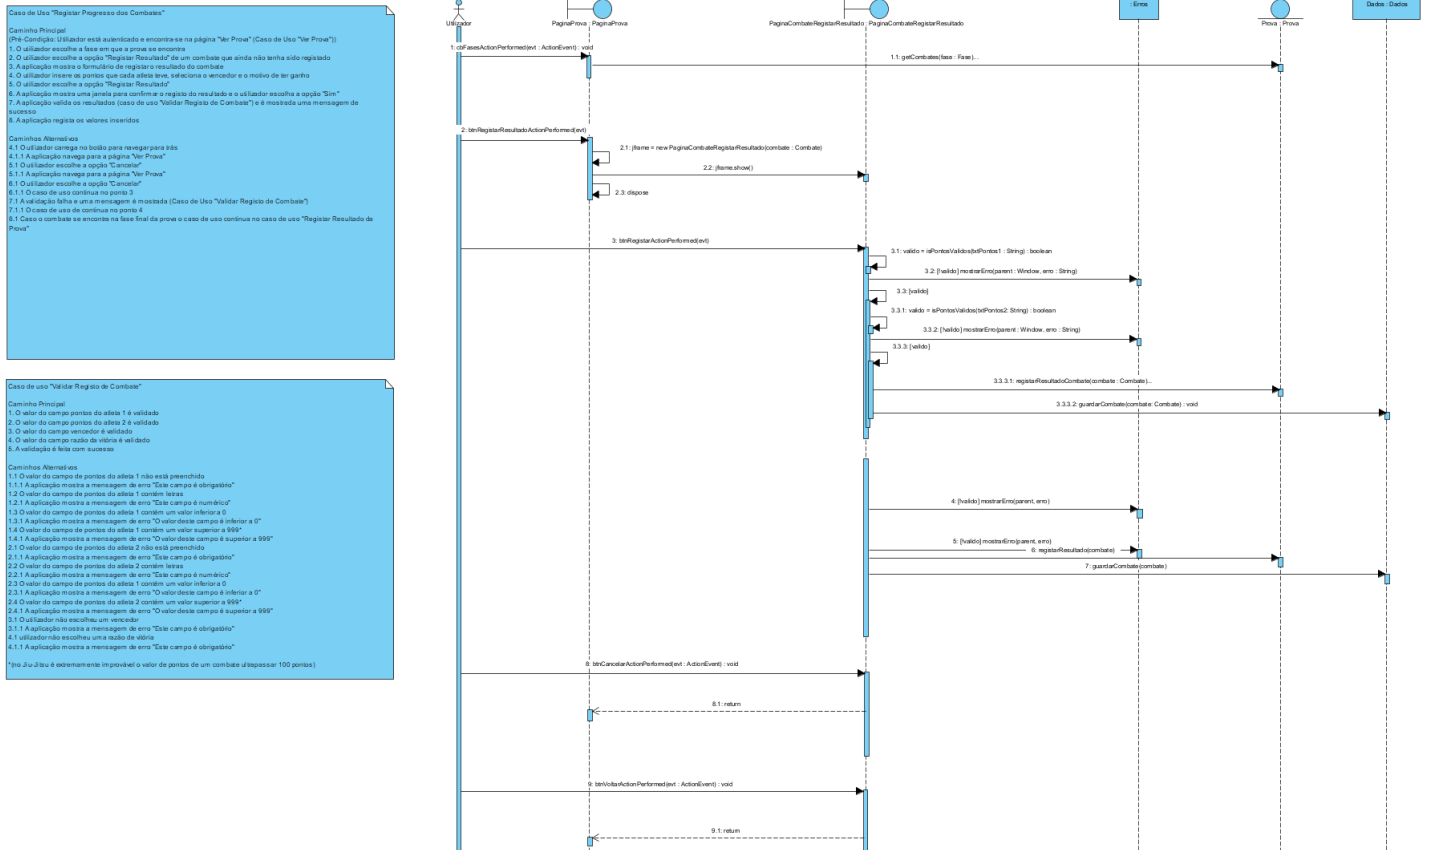 Caso de Uso "Registar Progresso dos Combates"
Caminho Principal
(Pré-Condição: Utilizador está autenticado e encontra-se na página "Ver Prova" (Caso de Uso "Ver Prova"))
1. O utilizador escolhe a fase em que a prova se encontra
2. O utilizador escolhe a opção "Registar Resultado" de um combate que ainda não tenha sido registado
3. A aplicação mostra o formulário de registar o resultado do combate
4. O utilizador insere os pontos que cada atleta teve, seleciona o vencedor e o motivo de ter ganho
5. O utilizador escolhe a opção "Registar Resultado"
6. A aplicação mostra uma janela para confirmar o registo do resultado e o utilizador escolhe a opção "Sim"
7. A aplicação valida os resultados (caso de uso "Validar Registo de Combate") e é mostrada uma mensagem de
sucesso
8. A aplicação regista os valores inseridos
Caminhos Alternativos
4.1 O utilizador carrega no botão para navegar para trás
4.1.1 A aplicação navega para a página "Ver Prova"
5.1 O utilizador escolhe a opção "Cancelar"
5.1.1 A aplicação navega para a página "Ver Prova"
6.1 O utilizador escolhe a opção "Cancelar"
6.1.1 O caso de uso continua no ponto 3
7.1 A validação falha e uma mensagem é mostrada (Caso de Uso "Validar Registo de Combate")
7.1.1 O caso de uso de continua no ponto 4
8.1 Caso o combate se encontra na fase final da prova o caso de uso continua no caso de uso "Registar Resultado da
Prova"
Caso de uso "Validar Registo de Combate"
Caminho Principal
1. O valor do campo pontos do atleta 1 é validado
2. O valor do campo pontos do atleta 2 é validado
3. O valor do campo vencedor é validado
4. O valor do campo razão da vitória é validado
5. A validação é feita com sucesso
Caminhos Alternativos
1.1 O valor do campo de pontos do atleta 1 não está preenchido
1.1.1 A aplicação mostra a mensagem de erro "Este campo é obrigatório"
1.2 O valor do campo de pontos do atleta 1 contém letras
1.2.1 A aplicação mostra a mensagem de erro "Este campo é numérico"
1.3 O valor do campo de pontos do atleta 1 contém um valor inferior a 0
1.3.1 A aplicação mostra a mensagem de erro "O valor deste campo é inferior a 0"
1.4 O valor do campo de pontos do atleta 1 contém um valor superior a 999*
1.4.1 A aplicação mostra a mensagem de erro "O valor deste campo é superior a 999"
2.1 O valor do campo de pontos do atleta 2 não está preenchido
2.1.1 A aplicação mostra a mensagem de erro "Este campo é obrigatório"
2.2 O valor do campo de pontos do atleta 2 contém letras
2.2.1 A aplicação mostra a mensagem de erro "Este campo é numérico"
2.3 O valor do campo de pontos do atleta 1 contém um valor inferior a 0
2.3.1 A aplicação mostra a mensagem de erro "O valor deste campo é inferior a 0"
2.4 O valor do campo de pontos do atleta 2 contém um valor superior a 999*
2.4.1 A aplicação mostra a mensagem de erro "O valor deste campo é superior a 999"
3.1 O utilizador não escolheu um vencedor
3.1.1 A aplicação mostra a mensagem de erro "Este campo é obrigatório"
4.1 utilizador não escolheu uma razão de vitória
4.1.1 A aplicação mostra a mensagem de erro "Este campo é obrigatório"
*(no Jiu-Jitsu é extremamente improvável o valor de pontos de um combate ultrapassar 100 pontos)
Utilizador
PaginaProva : PaginaProva
PaginaCombateRegistarResultado : PaginaCombateRegistarResultado
: Erros
Prova : Prova
Dados : Dados
1: cbFasesActionPerformed(evt : ActionEvent) : void
1.1: getCombates(fase : Fase)...
2: btnRegistarResultadoActionPerformed(evt)
2.1: jframe = new PaginaCombateRegistarResultado(combate : Combate)
2.2: jframe.show()
2.3: dispose
3: btnRegistarActionPerformed(evt)
3.1: valido = isPontosValidos(txtPontos1 : String) : boolean
3.2: [!valido] mostrarErro(parent : Window, erro : String)
3.3: [valido]
3.3.1: valido = isPontosValidos(txtPontos2: String) : boolean
3.3.2: [!valido] mostrarErro(parent : Window, erro : String)
3.3.3: [valido]
3.3.3.1: registarResultadoCombate(combate : Combate)...
3.3.3.2: guardarCombate(combate: Combate) : void
4: [!valido] mostrarErro(parent, erro)
5: [!valido] mostrarErro(parent, erro)
6: registarResultado(combate)
7: guardarCombate(combate)
8: btnCancelarActionPerformed(evt : ActionEvent) : void
8.1: return
9: btnVoltarActionPerformed(evt : ActionEvent) : void
9.1: return